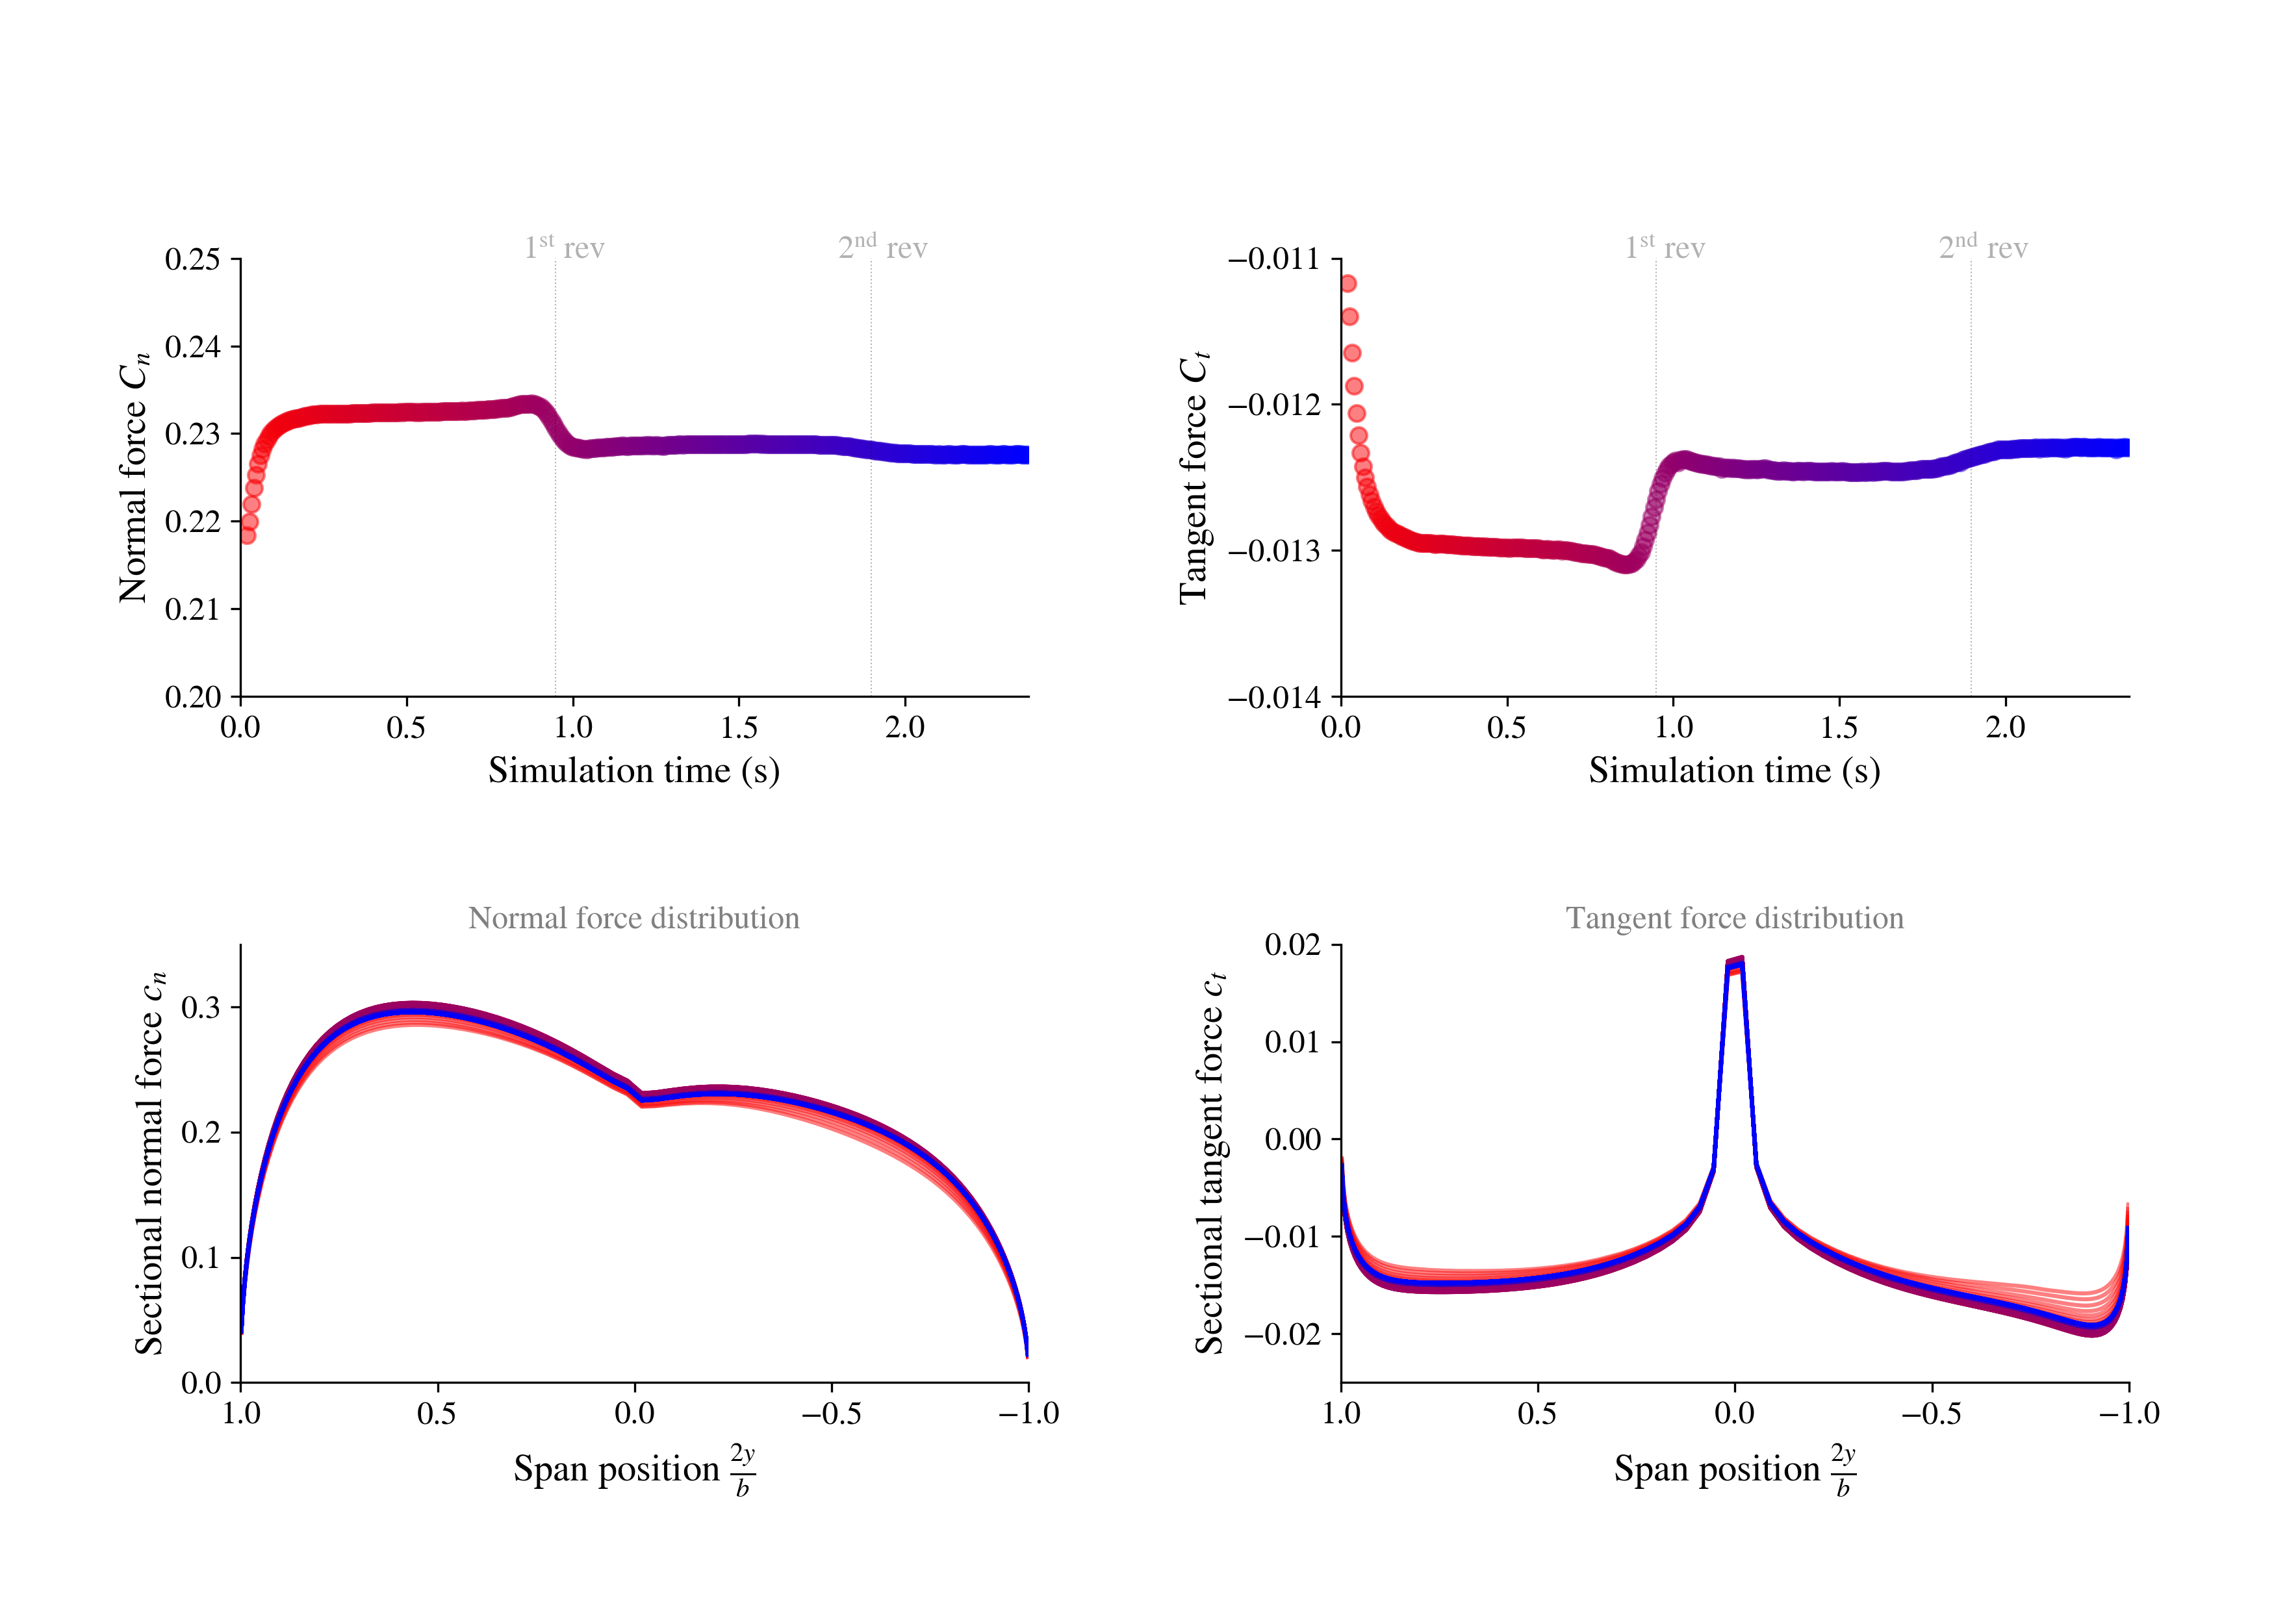 1st rev 2nd rev
0.25
0.24
0.23
0.22
0.21
0.20
Normal force Cn
0.0 0.5 1.0 1.5 2.0
Simulation time (s)
1st rev 2nd rev
−0.011
−0.012
−0.013
−0.014
Tangent force Ct
0.0 0.5 1.0 1.5 2.0
Simulation time (s)
Normal force distribution
0.3
0.2
0.1
0.0
Sectional normal force cn
1.0 0.5 0.0 −0.5 −1.0
Span position 2y/b
Tangent force distribution
0.02
0.01
0.00
−0.01
−0.02
Sectional tangent force ct
1.0 0.5 0.0 −0.5 −1.0
Span position 2y/b